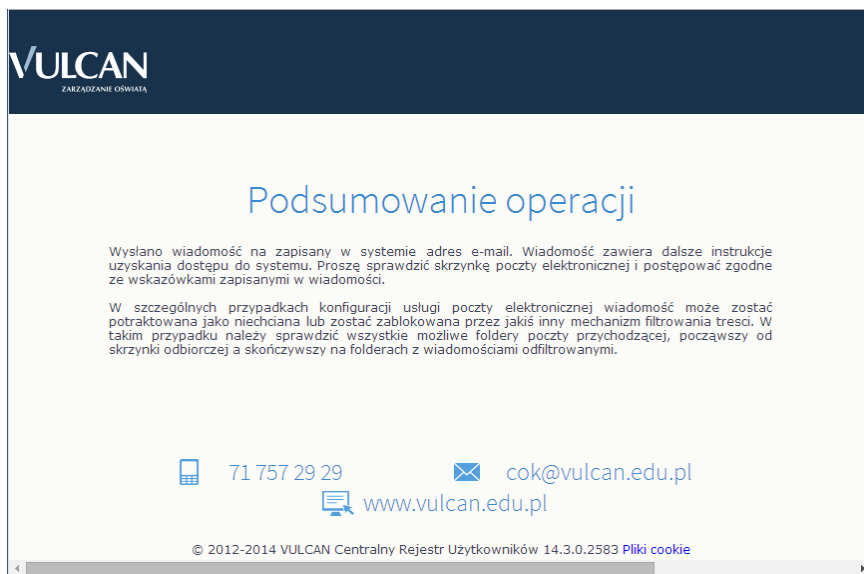 VULCAN
ZARZĄDZANIE OŚWIATĄ
Podsumowanie operacji
Wysłano wiadomość na zapisany w systemie adres e-mail. Wiadomość zawiera dalsze instrukcje
uzyskania dostępu do systemu. Proszę sprawdzić skrzynkę poczty elektronicznej i postępować zgodne
ze wskazówkami zapisanymi w wiadomości.
W szczególnych przypadkach konfiguracji usługi poczty elektronicznej wiadomość może zostać
potraktowana jako niechciana lub zostać zablokowana przez jakiś inny mechanizm filtrowania tresci. W
takim przypadku należy sprawdzić wszystkie możliwe foldery poczty przychodzącej, począwszy od
skrzynki odbiorczej a skończywszy na folderach z wiadomościami odfiltrowanymi.
71 757 29 29 cok@vulcan.edu.pl
www.vulcan.edu.pl
© 2012-2014 VULCAN Centralny Rejestr Użytkowników 14.3.0.2583 Pliki cookie